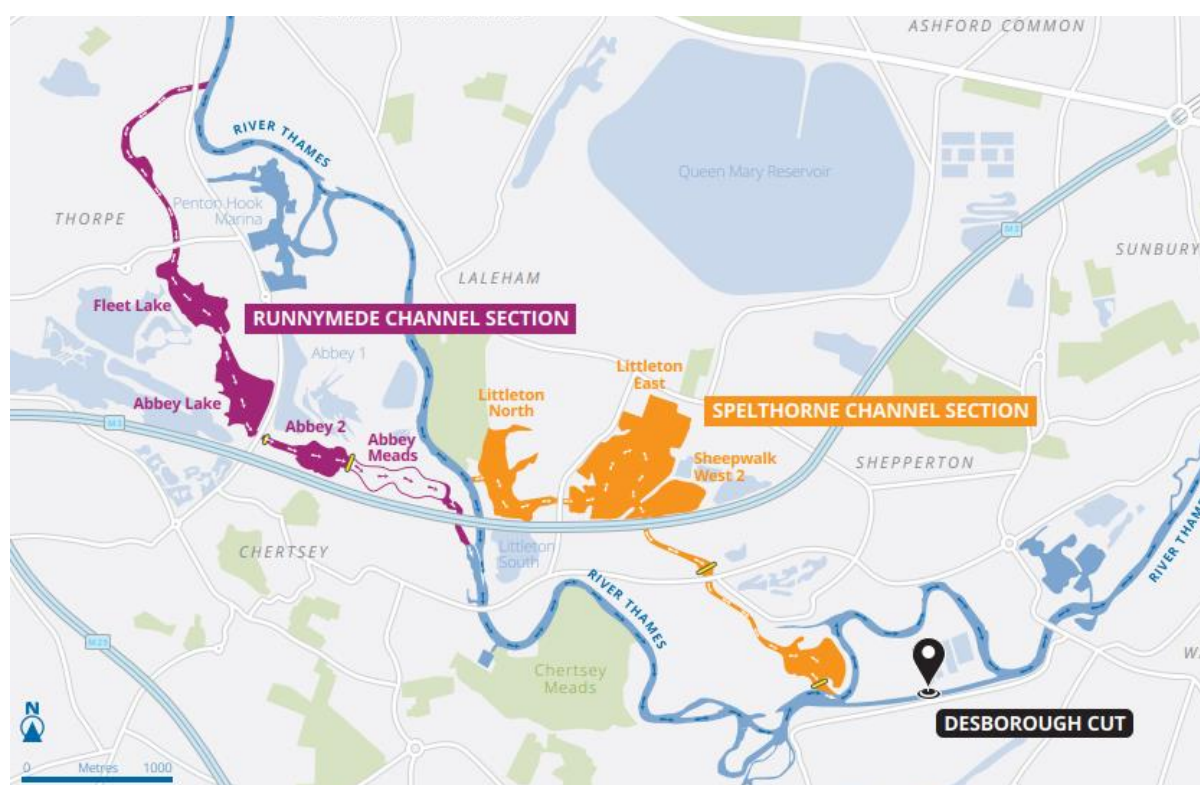 ASHFORD COMMON
RIVER THAMES
Queen Mary Reservoir
Penton Hook
Marina
THORPE
M3
SUNBURY
LALEHAM
Fleet Lake
RUNNYMEDE CHANNEL SECTION
Abbey 1
Littleton
East
Littleton
North
Abbey Lake
SPELTHORNE CHANNEL SECTION
M3
Abbey 2
Abbey
Meads
Sheepwalk
West 2
SHEPPERTON
CHERTSEY
Littleton
South
RIVER THAMES
RIVER THAMES
M25
Chertsey
Meads
W
N
DESBOROUGH CUT
0 Metres 1000